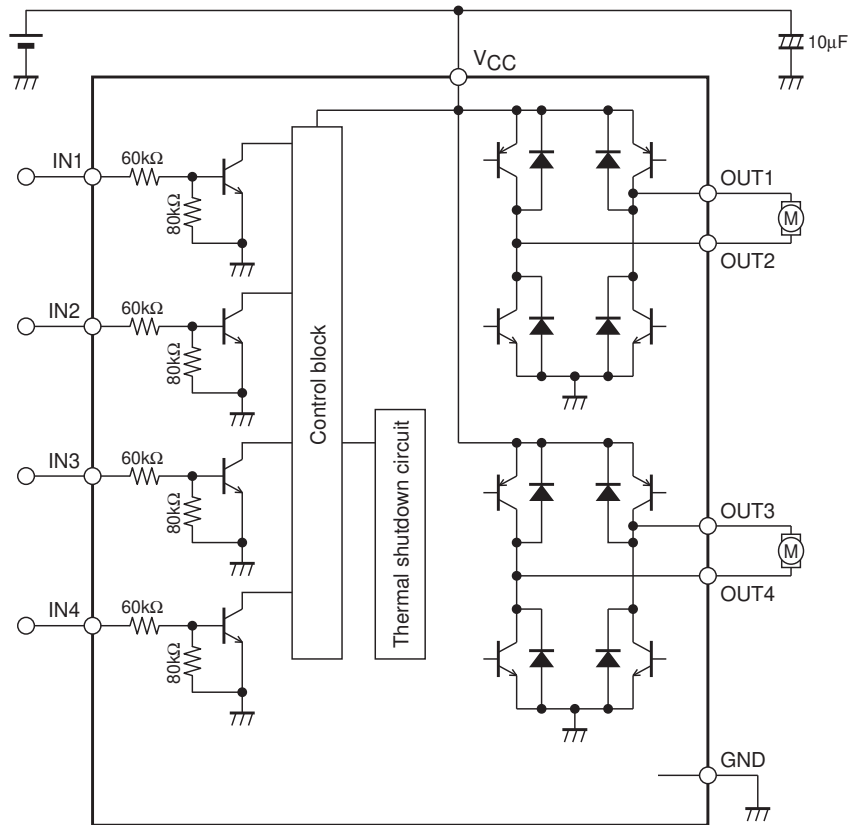 10μF
VCC
IN1
60kΩ
80kΩ
OUT1
M
OUT2
IN2
60kΩ
80kΩ
Control block
Thermal shutdown circuit
IN3
60kΩ
80kΩ
OUT3
M
OUT4
IN4
60kΩ
80kΩ
GND